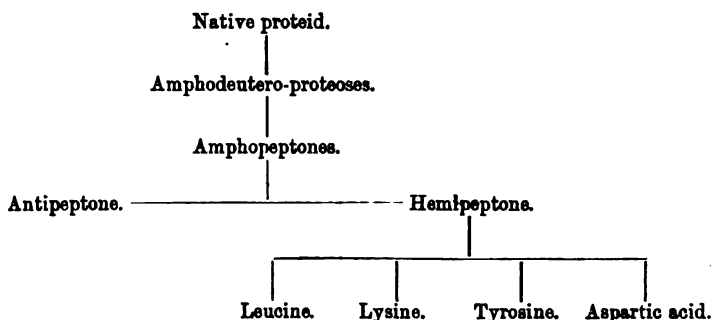 Native proteid.
Amphodeutero-proteoses.
Amphopeptones.
Antipeptone. Hemipeptone.
Leucine. Lysine. Tyrosine. Aspartic acid.